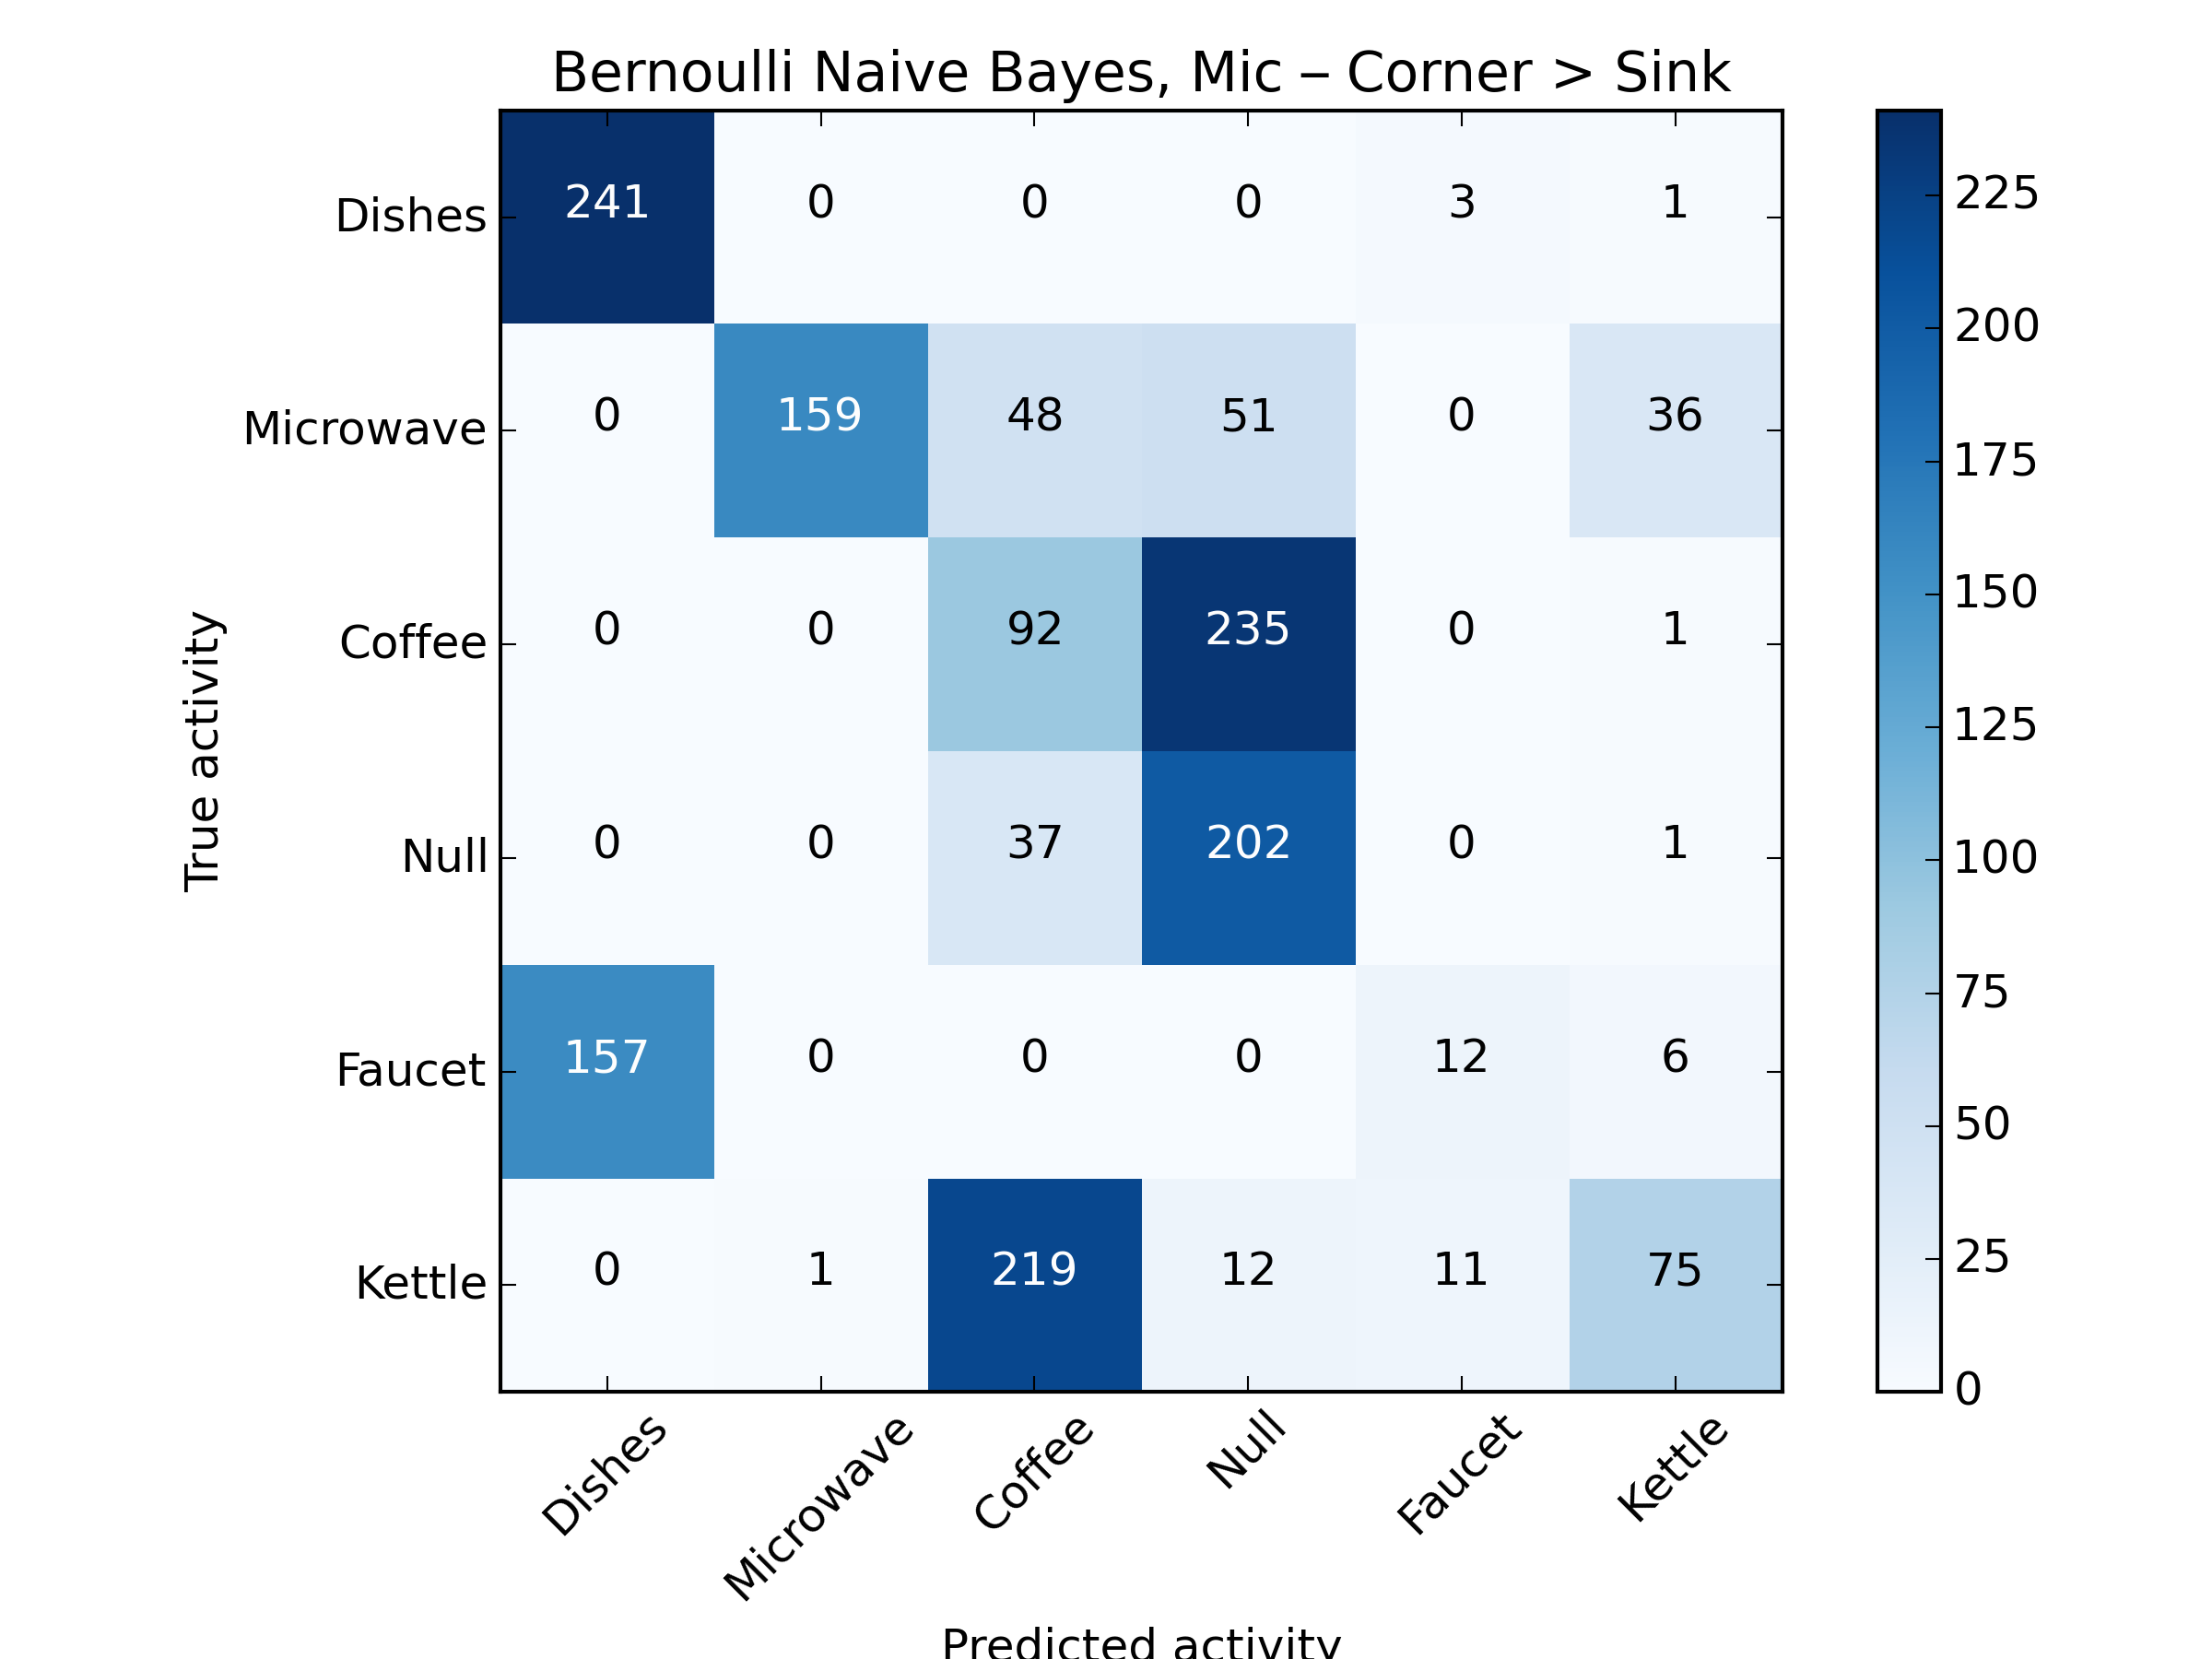 Bernoulli Naive Bayes, Mic – Corner > Sink
Dishes 241 0 0 0 3 1
Microwave 0 159 48 51 0 36
Coffee 0 0 92 235 0 1
Null 0 0 37 202 0 1
Faucet 157 0 0 0 12 6
Kettle 0 1 219 12 11 75
True activity
Dishes Microwave Coffee Null Faucet Kettle
Predicted activity
225
200
175
150
125
100
75
50
25
0